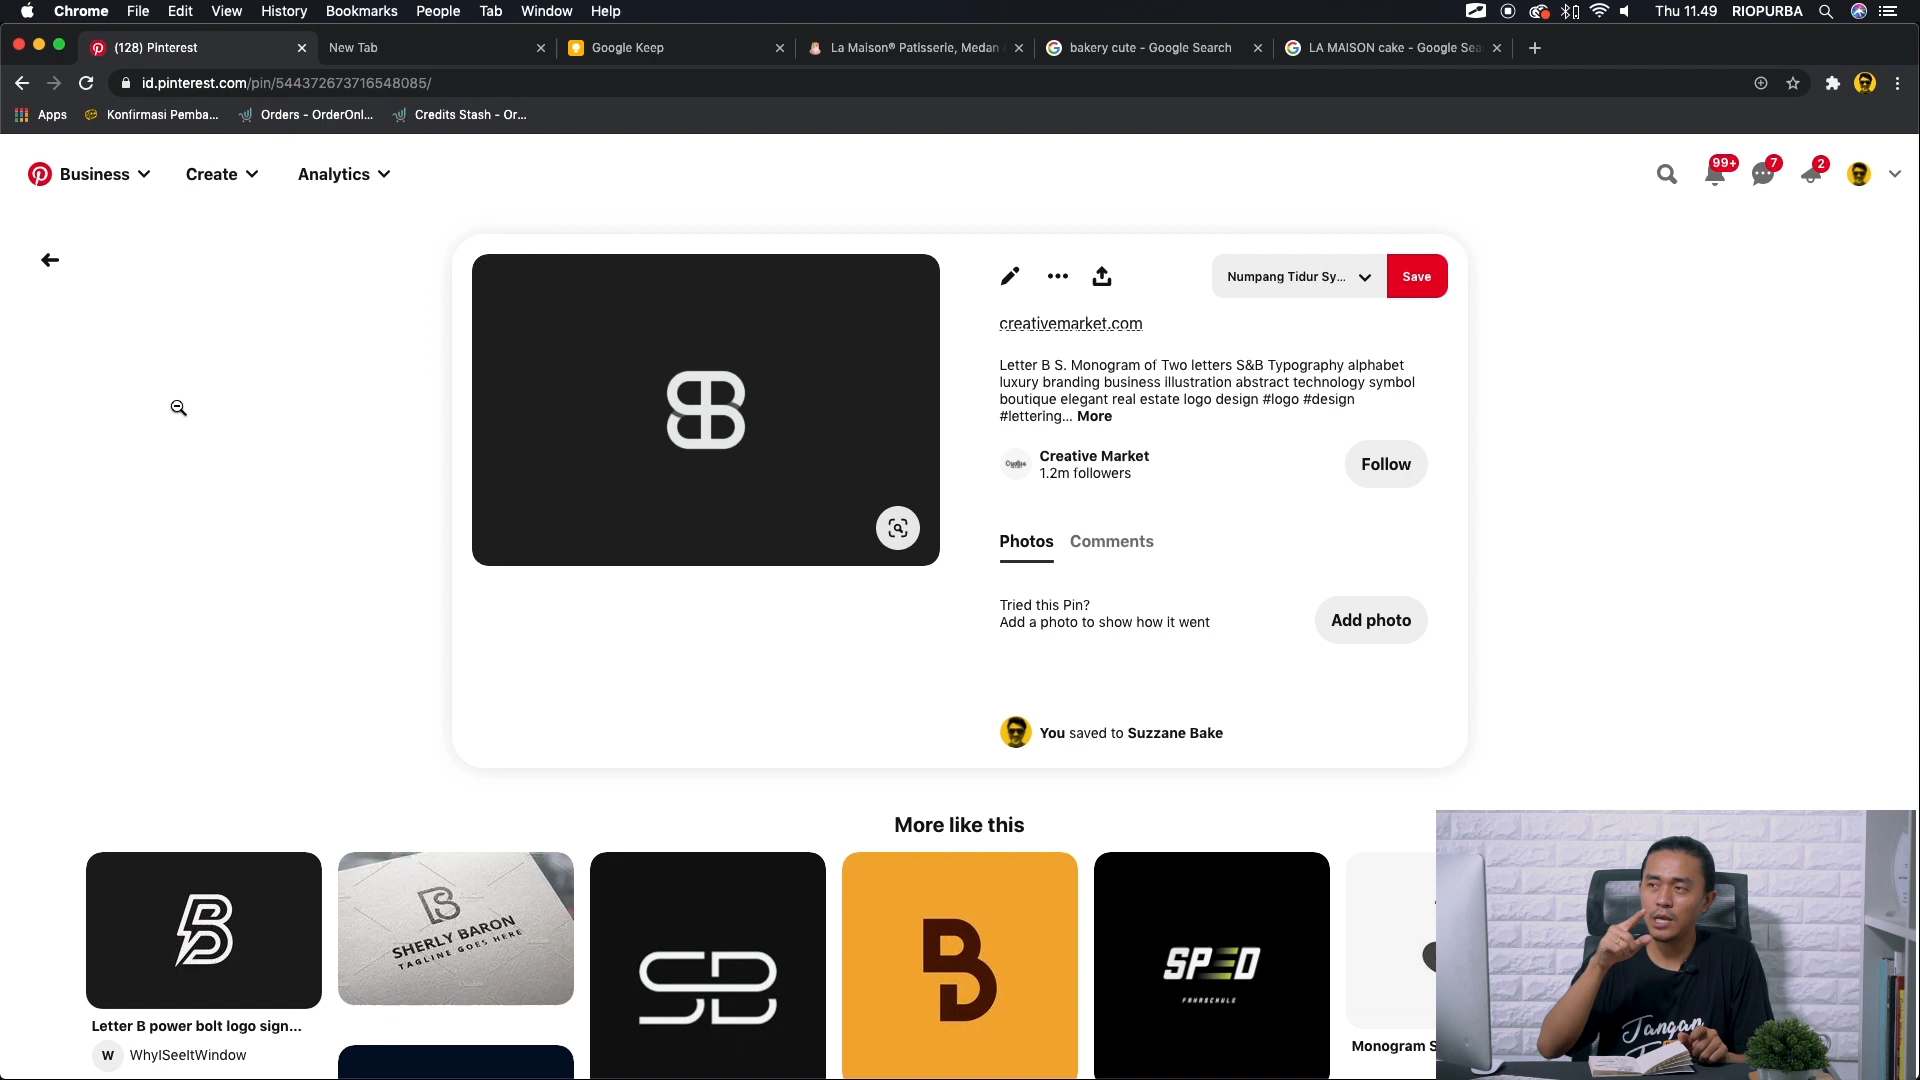 Chrome File Edit View History Bookmarks People Tab Window Help
Thu 11.49 RIOPURBA
(128) Pinterest
New Tab
Google Keep
La Maison® Patisserie, Medan
bakery cute - Google Search
LA MAISON cake - Google Sea
id.pinterest.com/pin/544372673716548085/
Apps
Konfirmasi Pemba...
Orders - OrderOnl...
Credits Stash - Or...
Business
Create
Analytics
99+
7
2
Numpang Tidur Sy...
Save
creativemarket.com
Letter B S. Monogram of Two letters S&B Typography alphabet
luxury branding business illustration abstract technology symbol
boutique elegant real estate logo design #logo #design
#lettering... More
Creative Market
1.2m followers
Follow
Photos
Comments
Tried this Pin?
Add a photo to show how it went
Add photo
You saved to Suzzane Bake
More like this
B
SHERLY BARON
TAGLINE GOES HERE
SB
B
SPED
FAHRSCHULE
Letter B power bolt logo sign...
W WhyISeeItWindow
Monogram S
Jangan